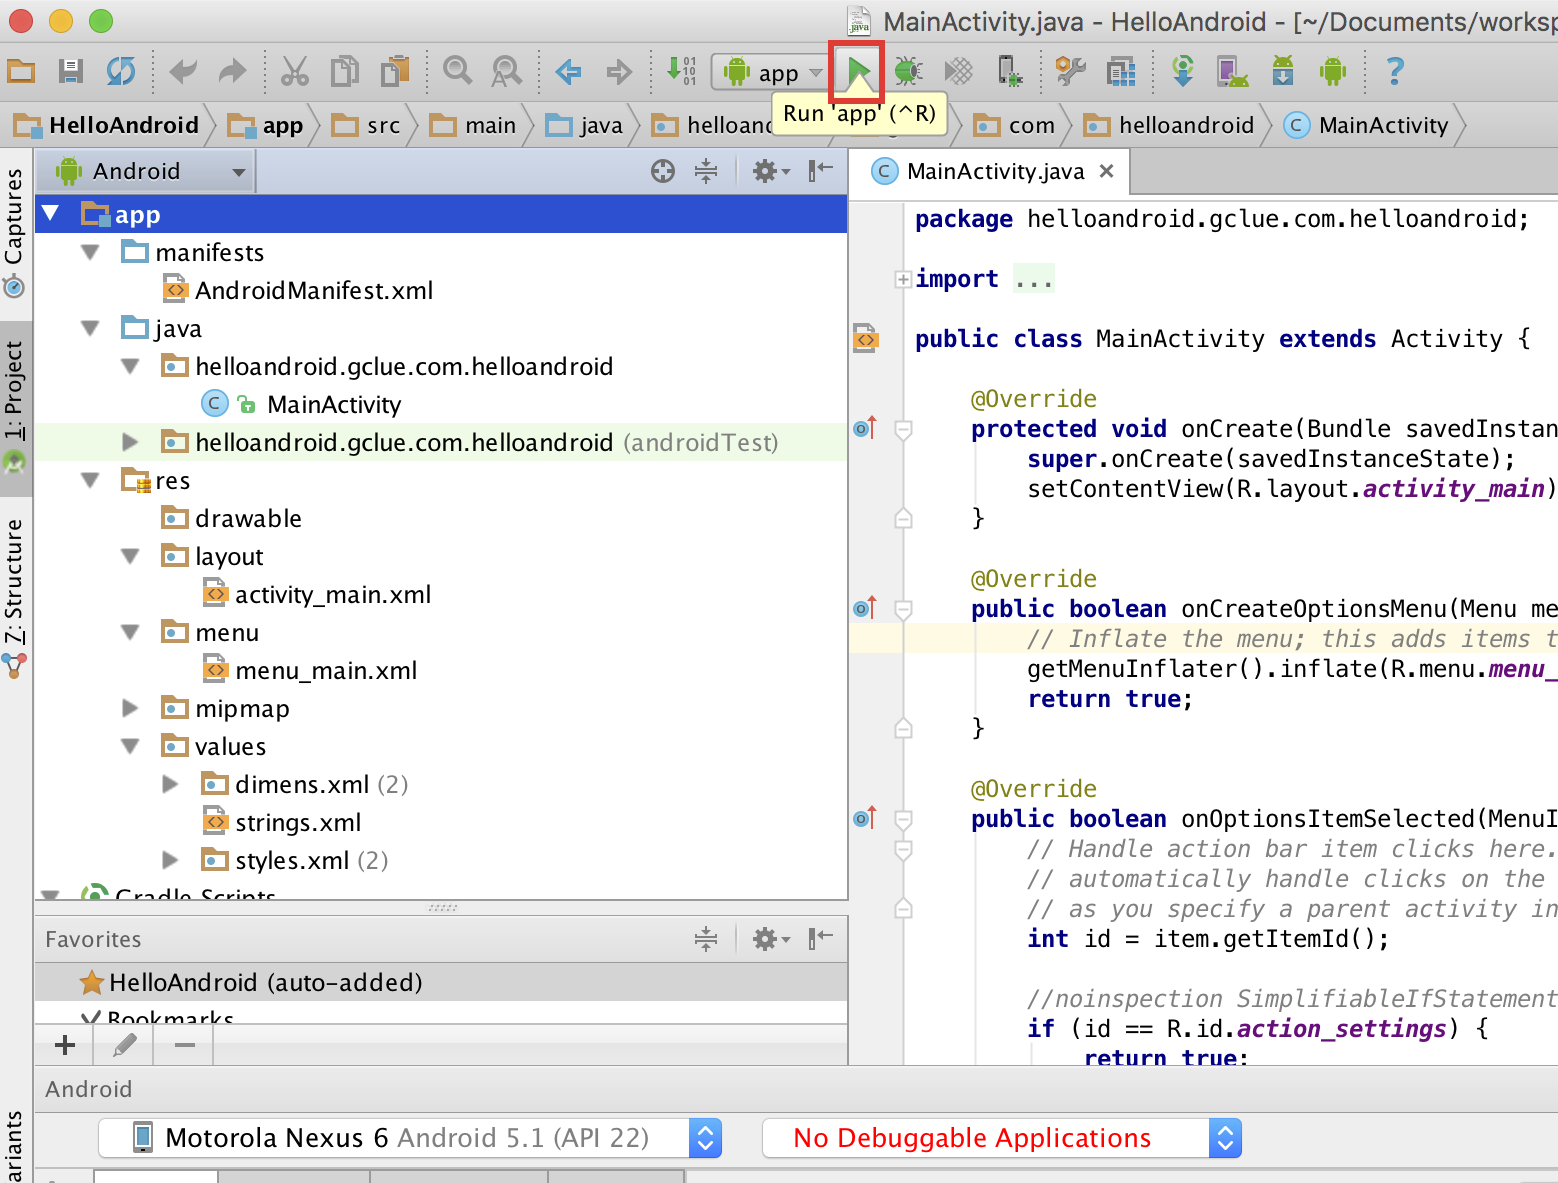 MainActivity.java - HelloAndroid - [~/Documents/worksp
app
Run 'app' (^R)
HelloAndroid
app
src
main
java
helloand
com
helloandroid
MainActivity
Captures
1: Project
Z: Structure
ariants
Android
app
manifests
AndroidManifest.xml
java
helloandroid.gclue.com.helloandroid
MainActivity
helloandroid.gclue.com.helloandroid (androidTest)
res
drawable
layout
activity_main.xml
menu
menu_main.xml
mipmap
values
dimens.xml (2)
strings.xml
styles.xml (2)
Gradle Scripts
Favorites
HelloAndroid (auto-added)
Bookmarks
MainActivity.java
package helloandroid.gclue.com.helloandroid;
import ...
public class MainActivity extends Activity {
@Override
protected void onCreate(Bundle savedInstan
super.onCreate(savedInstanceState);
setContentView(R.layout.activity_main)
}
@Override
public boolean onCreateOptionsMenu(Menu me
// Inflate the menu; this adds items t
getMenuInflater().inflate(R.menu.menu_
return true;
}
@Override
public boolean onOptionsItemSelected(MenuI
// Handle action bar item clicks here.
// automatically handle clicks on the
// as you specify a parent activity in
int id = item.getItemId();
//noinspection SimplifiableIfStatement
if (id == R.id.action_settings) {
return true;
Android
Motorola Nexus 6 Android 5.1 (API 22)
No Debuggable Applications